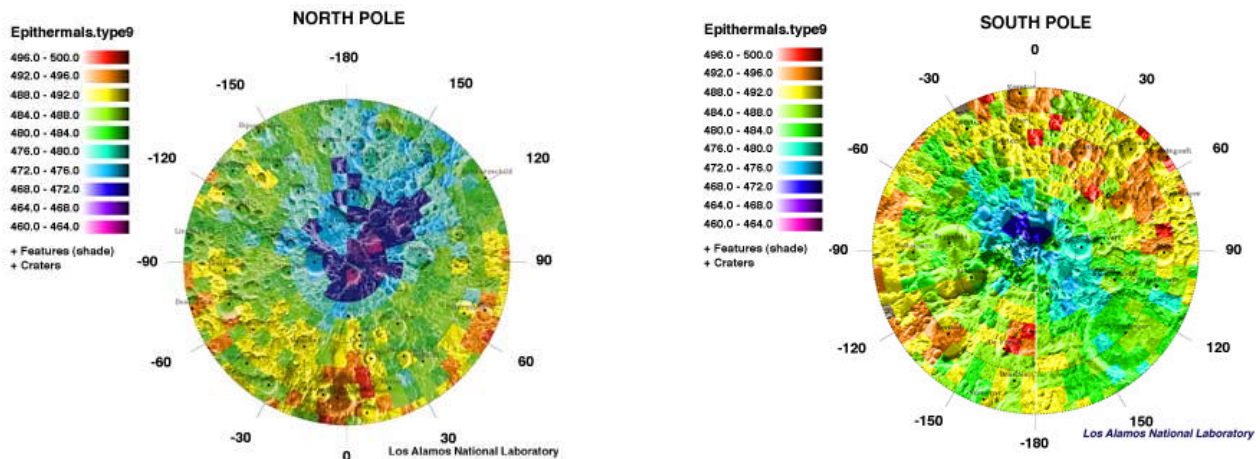 NORTH POLE
Epithermals.type9
496.0 - 500.0
492.0 - 496.0
488.0 - 492.0
484.0 - 488.0
480.0 - 484.0
476.0 - 480.0
472.0 - 476.0
468.0 - 472.0
464.0 - 468.0
460.0 - 464.0
+ Features (shade)
+ Craters
-180
-150
150
-120
120
-90
90
-60
60
-30
30
0
Los Alamos National Laboratory
SOUTH POLE
Epithermals.type9
496.0 - 500.0
492.0 - 496.0
488.0 - 492.0
484.0 - 488.0
480.0 - 484.0
476.0 - 480.0
472.0 - 476.0
468.0 - 472.0
464.0 - 468.0
460.0 - 464.0
+ Features (shade)
+ Craters
0
-30
30
-60
60
-90
90
-120
120
-150
150
-180
Los Alamos National Laboratory